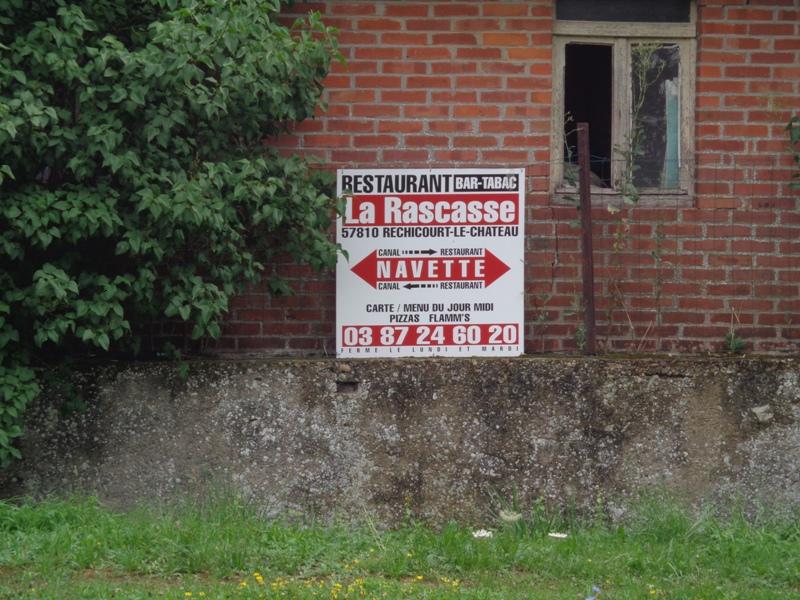 RESTAURANT BAR-TABAC
La Rascasse
57810 RECHICOURT-LE-CHATEAU
CANAL RESTAURANT
NAVETTE
CANAL RESTAURANT
CARTE / MENU DU JOUR MIDI
PIZZAS FLAMM'S
03 87 24 60 20
FERME LE LUNDI ET MARDI